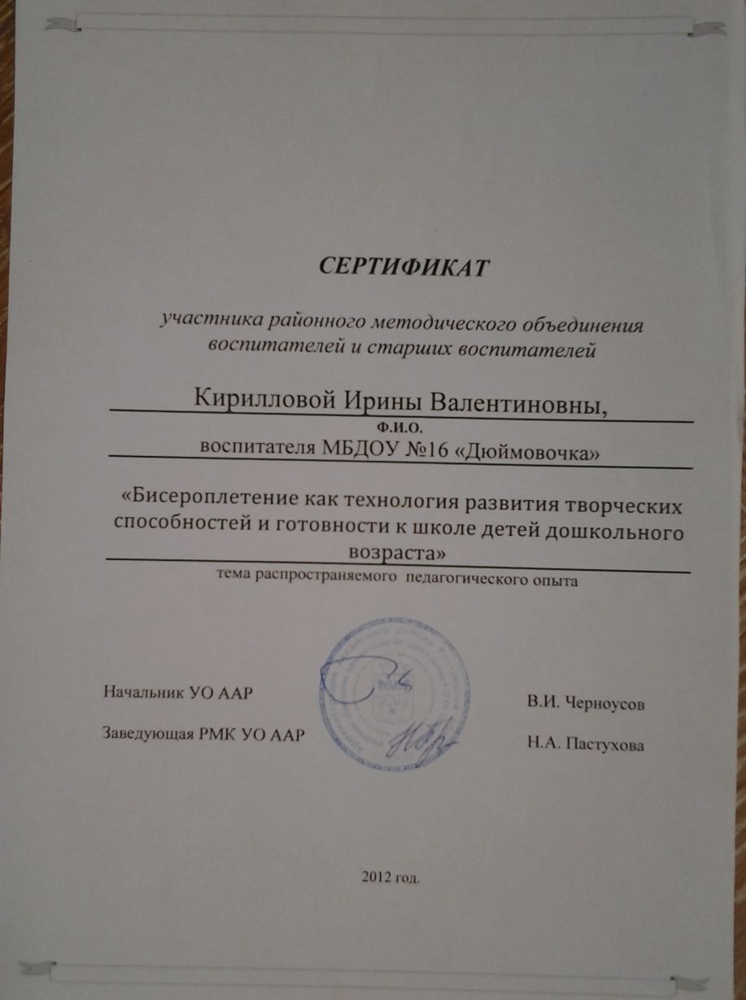 СЕРТИФИКАТ
участника районного методического объединения
воспитателей и старших воспитателей
Кирилловой Ирины Валентиновны,
Ф.И.О.
воспитателя МБДОУ №16 «Дюймовочка»
«Бисероплетение как технология развития творческих
способностей и готовности к школе детей дошкольного
возраста»
тема распространяемого педагогического опыта
Начальник УО ААР
В.И. Черноусов
Заведующая РМК УО ААР
Н.А. Пастухова
2012 год.